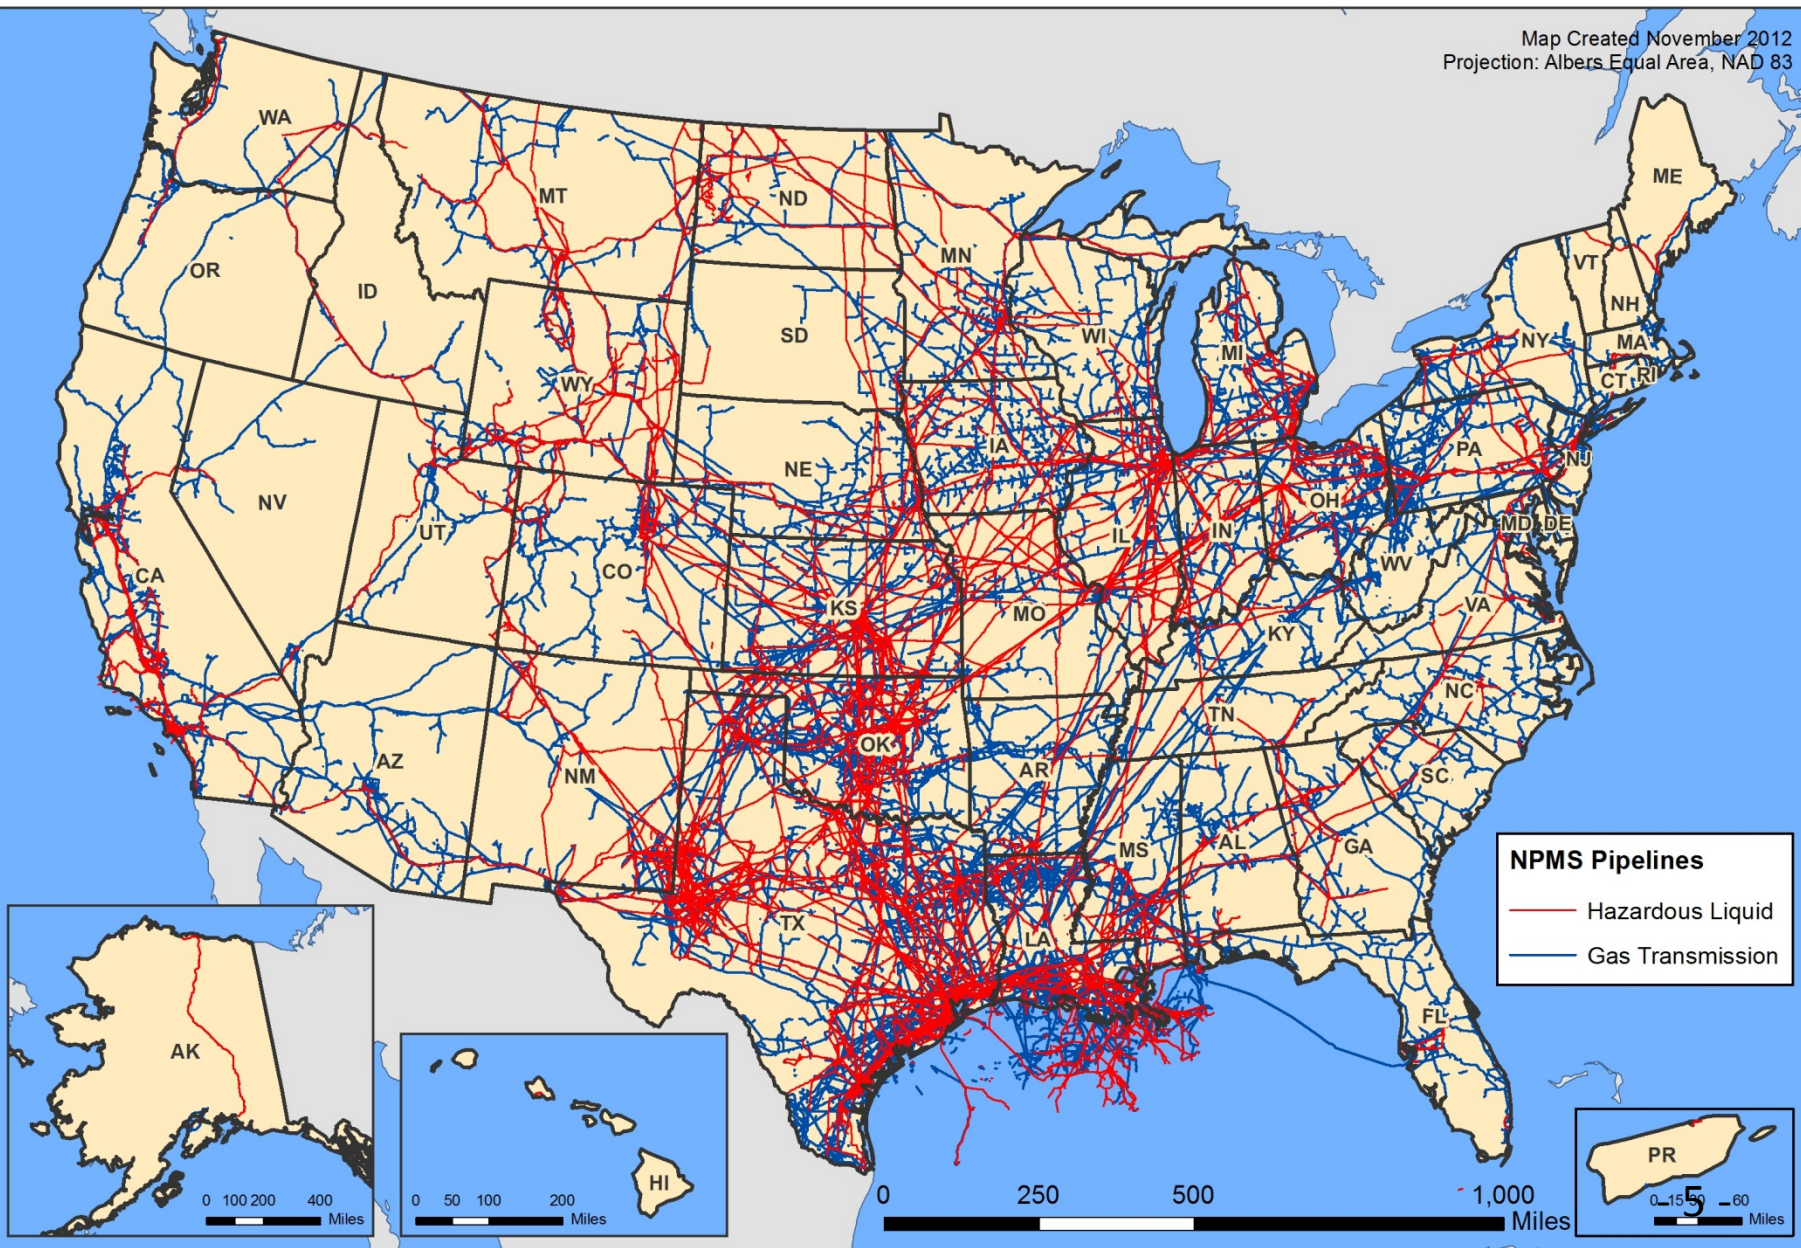 Map Created November 2012
Projection: Albers Equal Area, NAD 83
WA
MT
ND
ME
OR
ID
MN
VT
NH
SD
WI
MI
NY
MA
CT RI
WY
NE
IA
PA
NJ
NV
UT
OH
IL
IN
MD DE
CA
CO
WV
KS
MO
VA
KY
NC
TN
AZ
NM
OK
AR
SC
MS
AL
GA
TX
LA
FL
NPMS Pipelines
Hazardous Liquid
Gas Transmission
AK
0 100 200 400
Miles
HI
0 50 100 200
Miles
0 250 500 1,000
Miles
PR
0 15 30 60
Miles
- 5 -